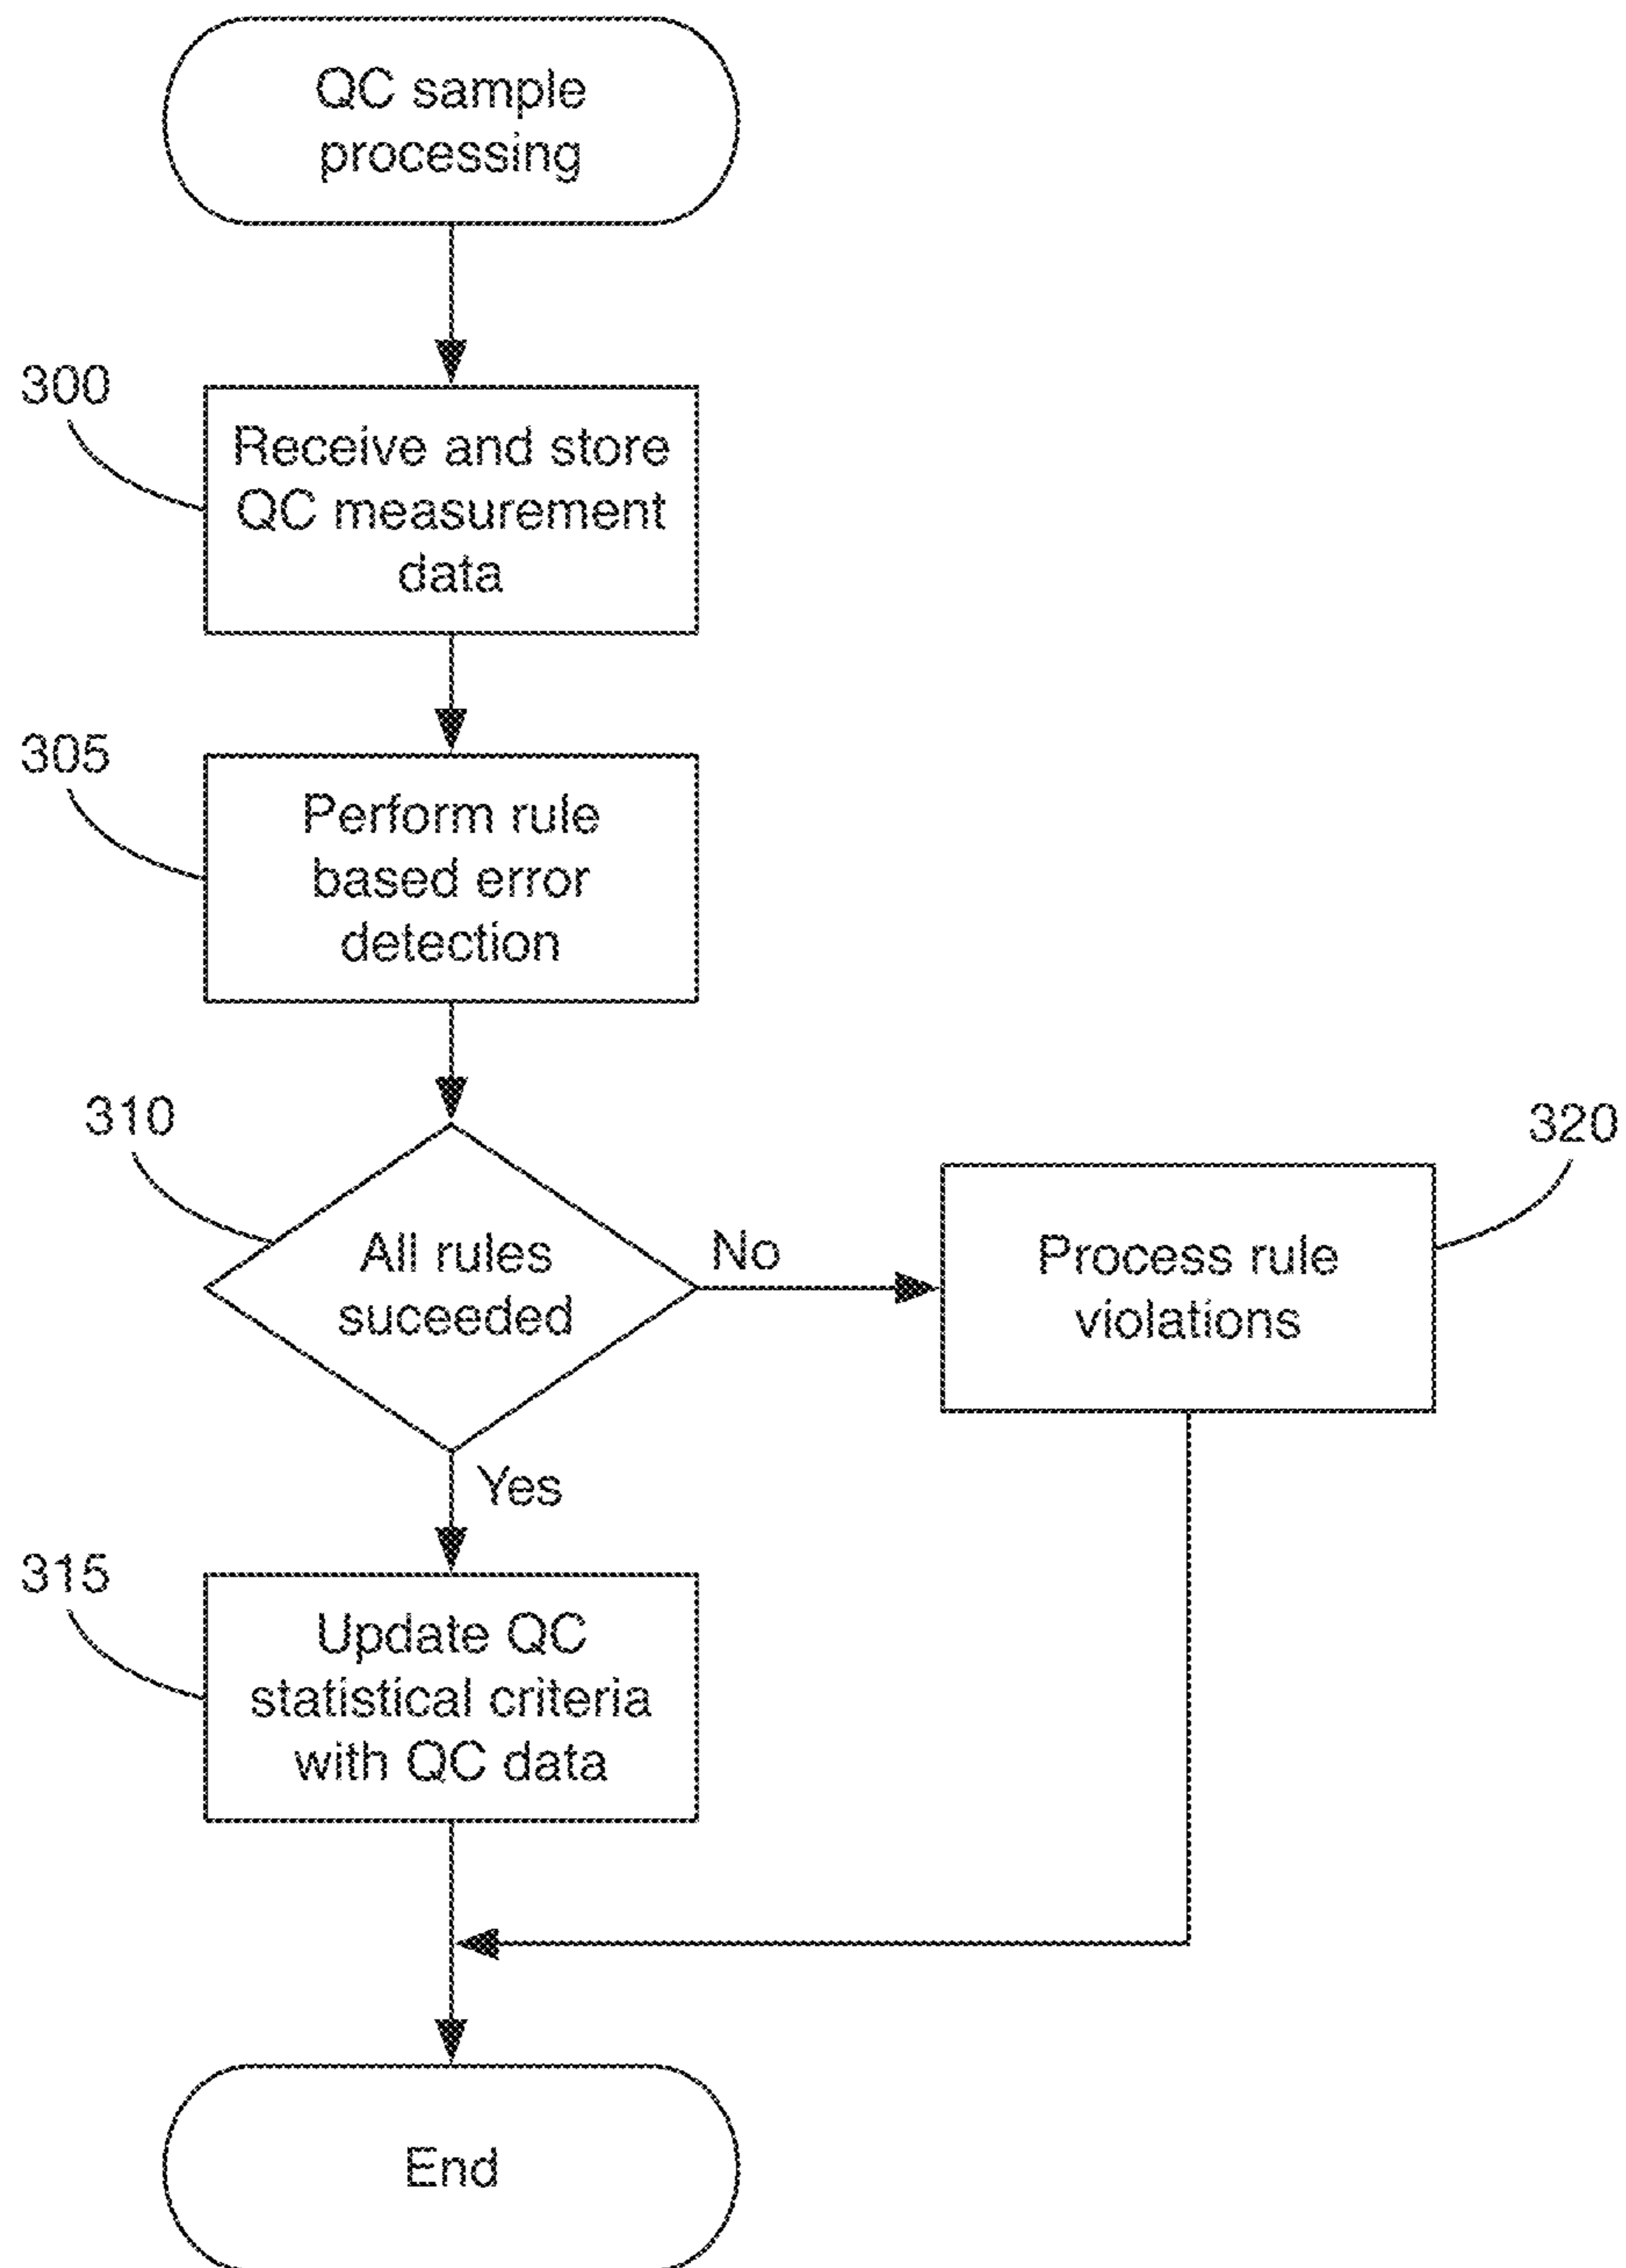 QC sample
processing
300
Receive and store
QC measurement
data
305
Perform rule
based error
detection
310
All rules
suceeded
No
320
Process rule
violations
Yes
315
Update QC
statistical criteria
with QC data
End